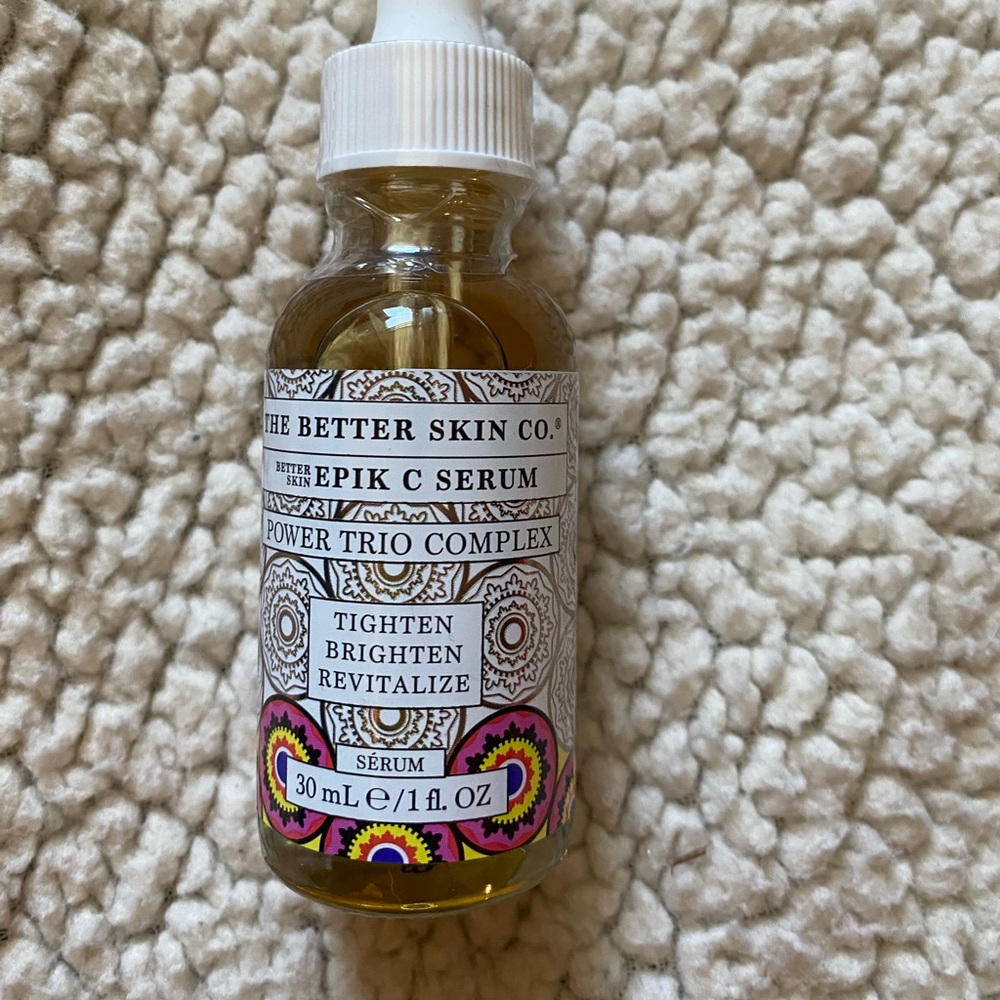 THE BETTER SKIN CO.®
BETTER SKIN EPIK C SERUM
POWER TRIO COMPLEX
TIGHTEN
BRIGHTEN
REVITALIZE
SÉRUM
30 mL ℮/1 fl. OZ